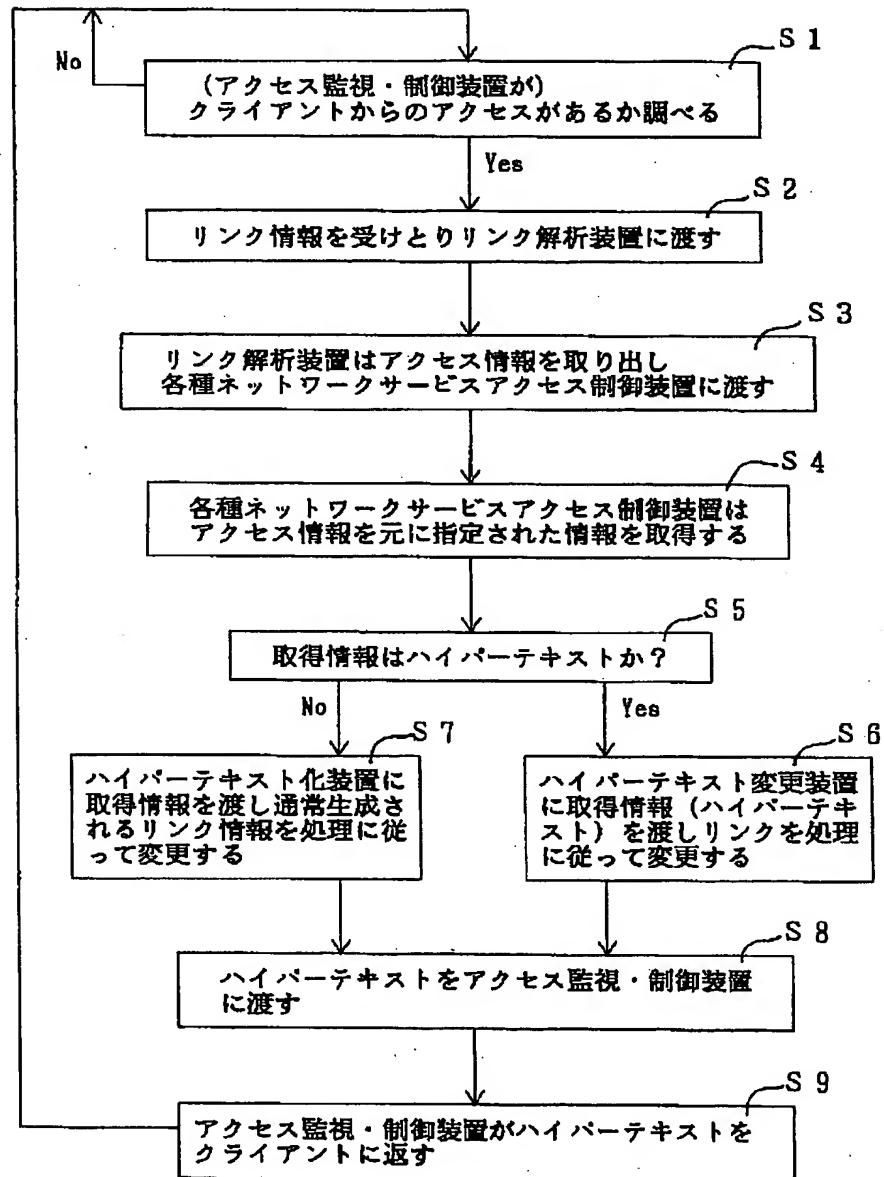 S1
No
(アクセス監視・制御装置が)
クライアントからのアクセスがあるか調べる
Yes
S2
リンク情報を受けとりリンク解析装置に渡す
S3
リンク解析装置はアクセス情報を取り出し
各種ネットワークサービスアクセス制御装置に渡す
S4
各種ネットワークサービスアクセス制御装置は
アクセス情報を元に指定された情報を取得する
S5
取得情報はハイパーテキストか？
No
Yes
S7
S6
ハイパーテキスト化装置に
取得情報を渡し通常生成さ
れるリンク情報を処理に従
って変更する
ハイパーテキスト変更装置
に取得情報(ハイパーテキ
スト)を渡しリンクを処理
に従って変更する
S8
ハイパーテキストをアクセス監視・制御装置
に渡す
S9
アクセス監視・制御装置がハイパーテキストを
クライアントに返す